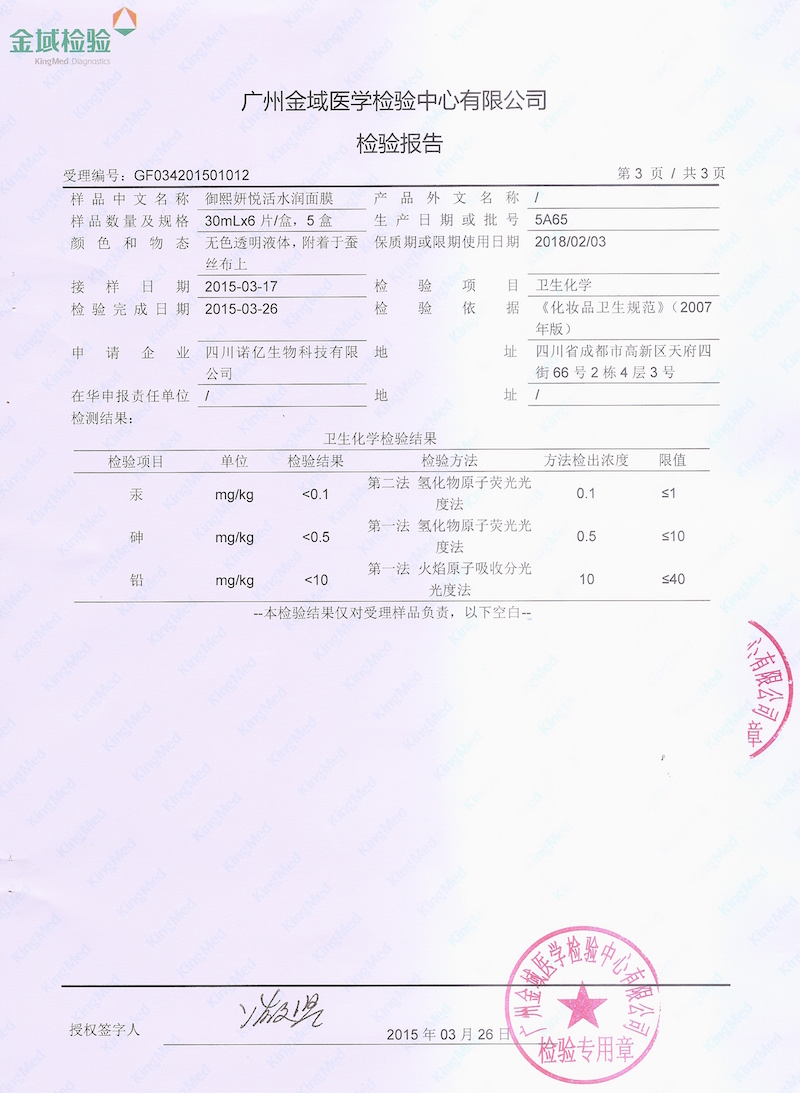 金域检验
KingMed Diagnostics
广州金域医学检验中心有限公司
检验报告
受理编号：GF034201501012 第 3 页 / 共 3 页
样品中文名称 御熙妍悦活水润面膜 产品外文名称 /
样品数量及规格 30mLx6 片/盒，5 盒 生产日期或批号 5A65
颜色和物态 无色透明液体，附着于蚕 保质期或限期使用日期 2018/02/03
丝布上
接样日期 2015-03-17 检验项目 卫生化学
检验完成日期 2015-03-26 检验依据 《化妆品卫生规范》（2007
年版）
申请企业 四川诺亿生物科技有限 地址 四川省成都市高新区天府四
公司 街 66 号 2 栋 4 层 3 号
在华申报责任单位 / 地址 /
检测结果：
卫生化学检验结果
检验项目 单位 检验结果 检验方法 方法检出浓度 限值
汞 mg/kg <0.1 第二法 氢化物原子荧光光 0.1 ≤1
度法
砷 mg/kg <0.5 第一法 氢化物原子荧光光 0.5 ≤10
度法
铅 mg/kg <10 第一法 火焰原子吸收分光 10 ≤40
光度法
--本检验结果仅对受理样品负责，以下空白--
心有限公司
章
广州金域医学检验中心有限公司
检验专用章
授权签字人
2015 年 03 月 26 日